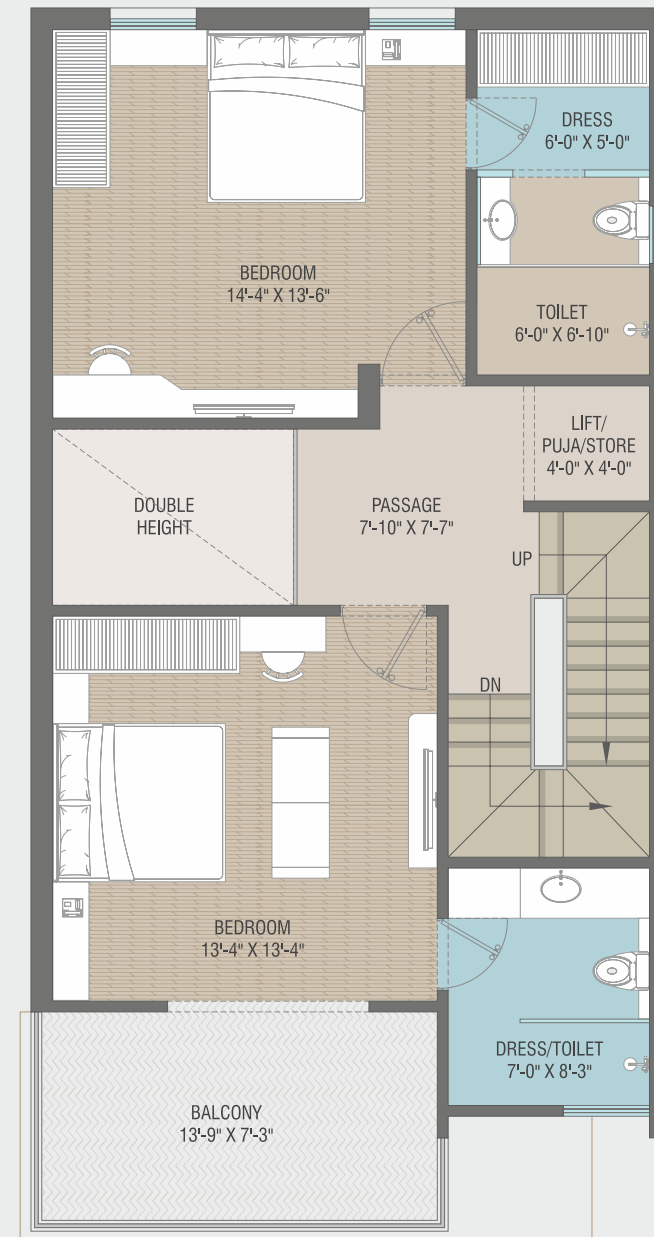 DRESS
6'-0" X 5'-0"
BEDROOM
14'-4" X 13'-6"
TOILET
6'-0" X 6'-10"
LIFT/
PUJA/STORE
4'-0" X 4'-0"
DOUBLE
HEIGHT
PASSAGE
7'-10" X 7'-7"
UP
DN
BEDROOM
13'-4" X 13'-4"
DRESS/TOILET
7'-0" X 8'-3"
BALCONY
13'-9" X 7'-3"